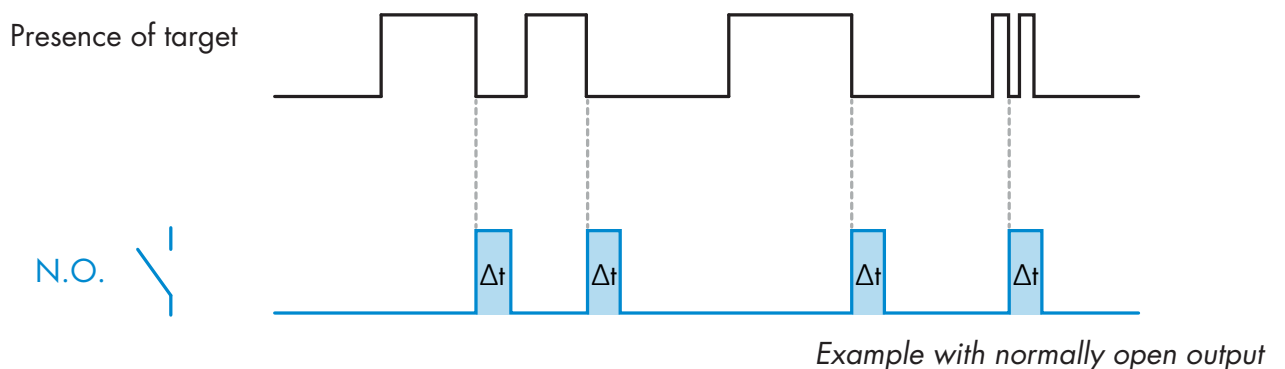 Presence of target
N.O.
Δt Δt Δt Δt
Example with normally open output